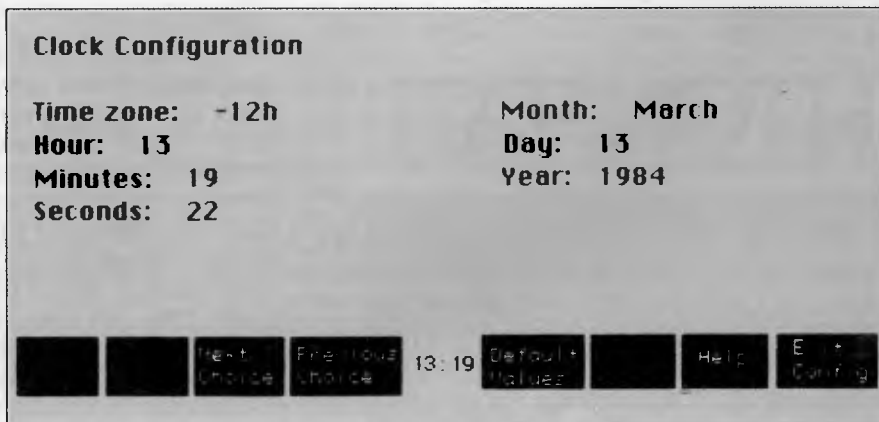 Clock Configuration
Time zone: -12h
Hour: 13
Minutes: 19
Seconds: 22
Month: March
Day: 13
Year: 1984
Next Choice
Previous Choice
13:19
Default Values
Help
Exit Config